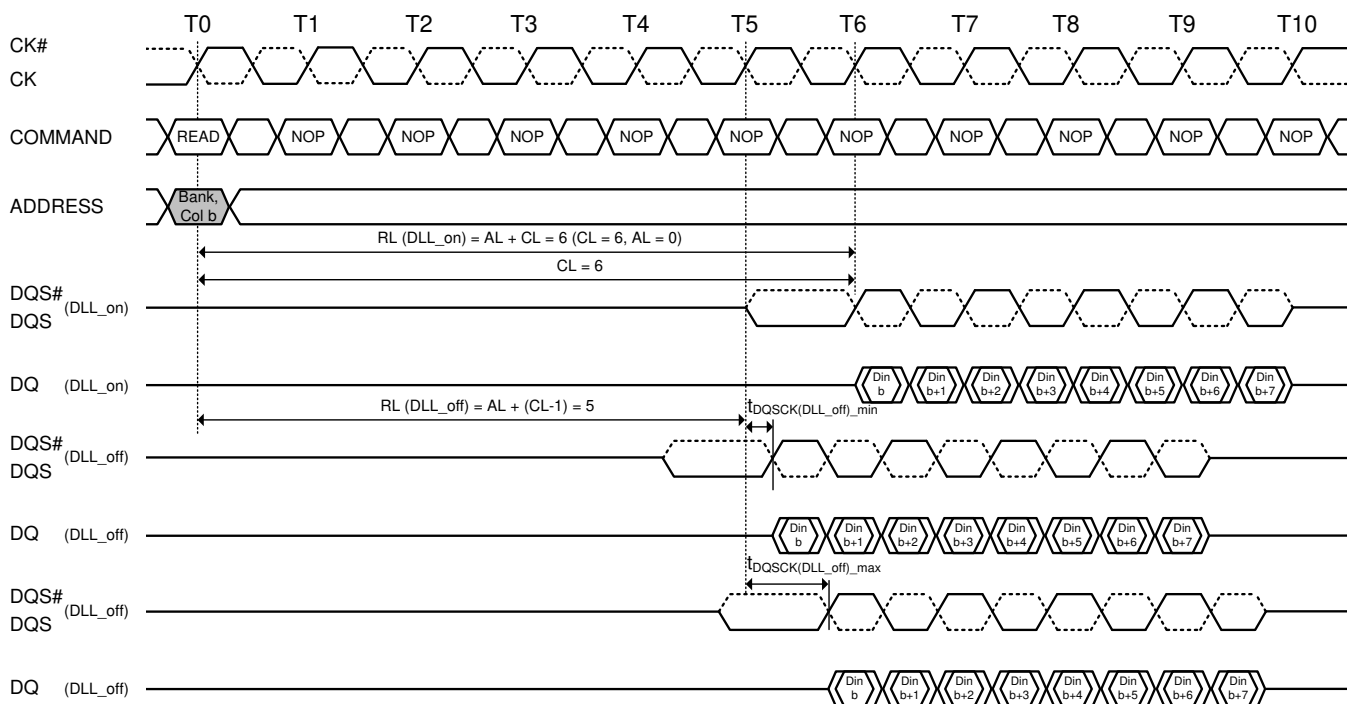 T0 T1 T2 T3 T4 T5 T6 T7 T8 T9 T10
CK#
CK
COMMAND READ NOP NOP NOP NOP NOP NOP NOP NOP NOP NOP
ADDRESS Bank, Col b
RL (DLL_on) = AL + CL = 6 (CL = 6, AL = 0)
CL = 6
DQS# (DLL_on)
DQS
DQ (DLL_on) Din b Din b+1 Din b+2 Din b+3 Din b+4 Din b+5 Din b+6 Din b+7
RL (DLL_off) = AL + (CL-1) = 5 tDQSCK(DLL_off)_min
DQS# (DLL_off)
DQS
DQ (DLL_off) Din b Din b+1 Din b+2 Din b+3 Din b+4 Din b+5 Din b+6 Din b+7
tDQSCK(DLL_off)_max
DQS# (DLL_off)
DQS
DQ (DLL_off) Din b Din b+1 Din b+2 Din b+3 Din b+4 Din b+5 Din b+6 Din b+7